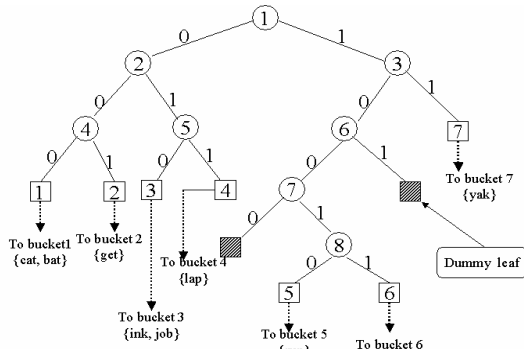 1
0
1
2
3
0
1
0
1
4
5
6
7
0
1
0
1
0
1
To bucket 7
{yak}
1
2
3
4
7
0
1
To bucket1
{cat, bat}
To bucket 2
{get}
To bucket 4
{lap}
8
Dummy leaf
0
1
5
6
To bucket 3
{ink, job}
To bucket 5
To bucket 6